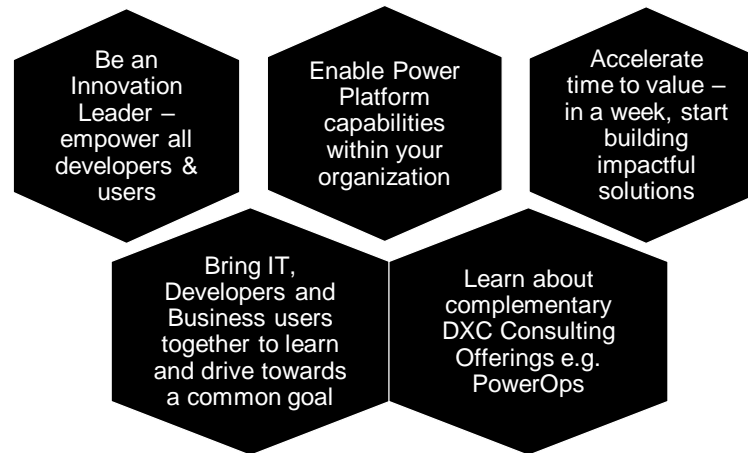 Be an
Innovation
Leader –
empower all
developers &
users
Enable Power
Platform
capabilities
within your
organization
Accelerate
time to value –
in a week, start
building
impactful
solutions
Bring IT,
Developers and
Business users
together to learn
and drive towards
a common goal
Learn about
complementary
DXC Consulting
Offerings e.g.
PowerOps